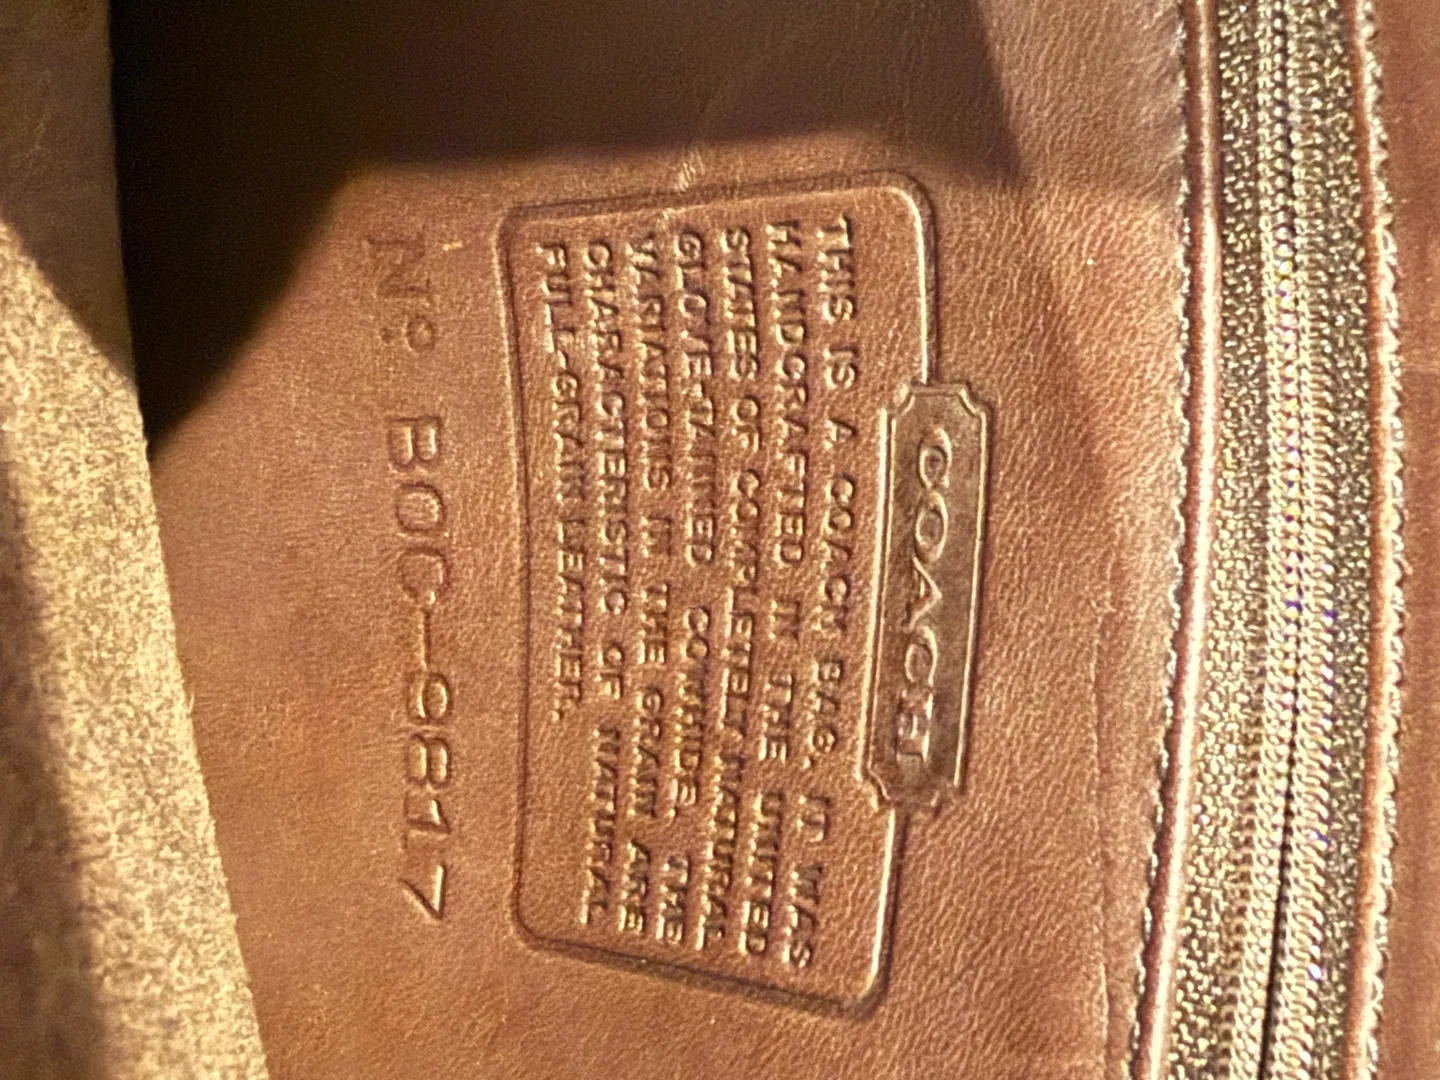 COACH
THIS IS A COACH BAG. IT WAS
HANDCRAFTED IN THE UNITED
STATES OF COMPLETELY NATURAL
GLOVE-TANNED COWHIDE. THE
VARIATIONS IN THE GRAIN ARE
CHARACTERISTIC OF NATURAL
FULL-GRAIN LEATHER.
Nº BOC-9817